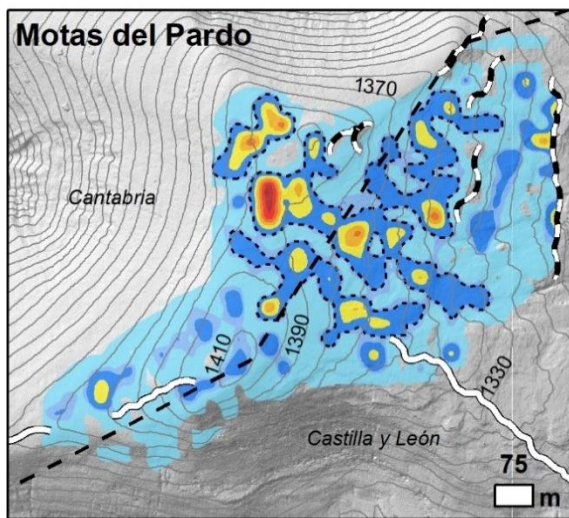 Motas del Pardo
1370
Cantabria
1410
1390
1330
Castilla y León
75
m